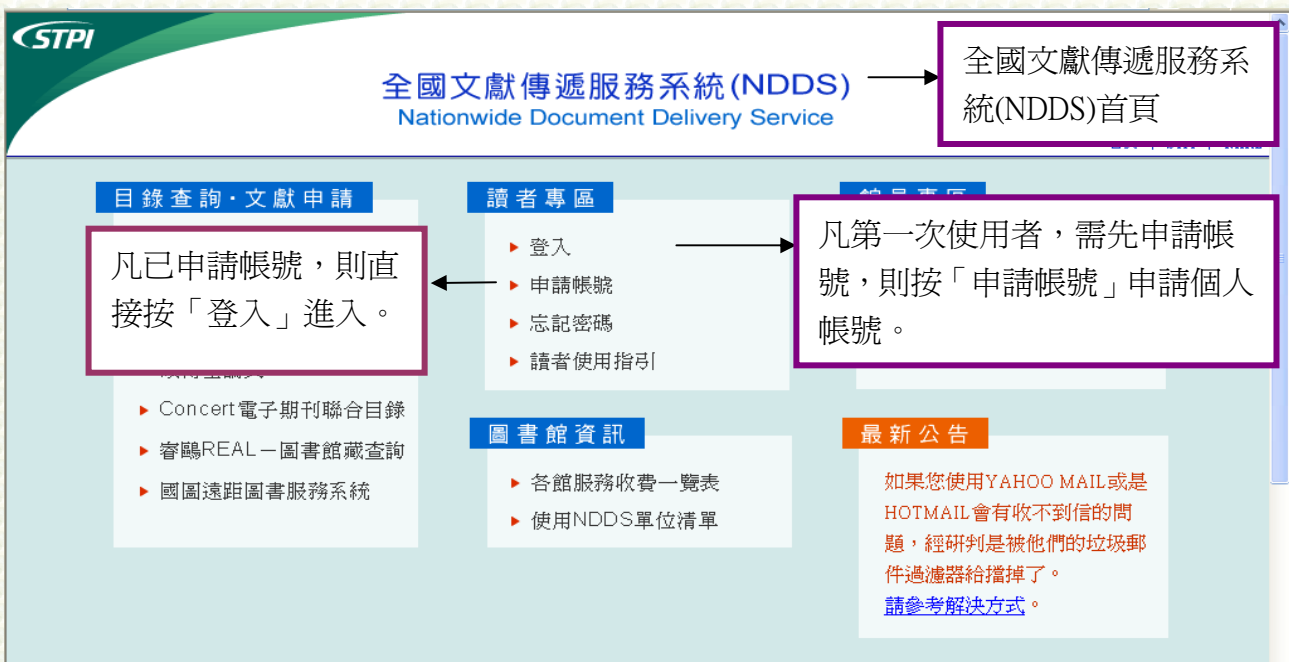 STPI
全國文獻傳遞服務系統(NDDS)
Nationwide Document Delivery Service
全國文獻傳遞服務系
統(NDDS)首頁
目錄查詢・文獻申請
凡已申請帳號，則直
接按「登入」進入。
Concert電子期刊聯合目錄
睿鷗REAL－圖書館藏查詢
國圖遠距圖書服務系統
讀者專區
登入
申請帳號
忘記密碼
讀者使用指引
凡第一次使用者，需先申請帳
號，則按「申請帳號」申請個人
帳號。
圖書館資訊
各館服務收費一覽表
使用NDDS單位清單
最新公告
如果您使用YAHOO MAIL或是
HOTMAIL會有收不到信的問
題，經研判是被他們的垃圾郵
件過濾器給擋掉了。
請參考解決方式。